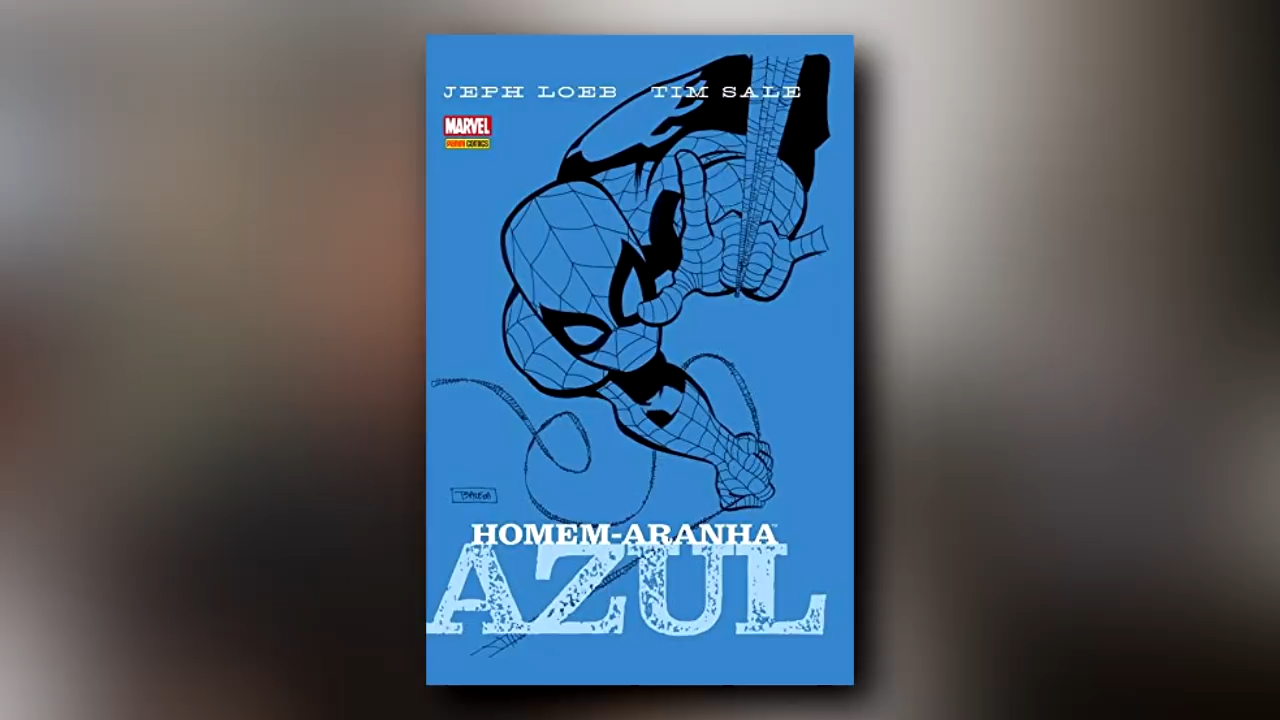 JEPH LOEB TIM SALE
MARVEL
PANINI COMICS
HOMEM-ARANHA
AZUL